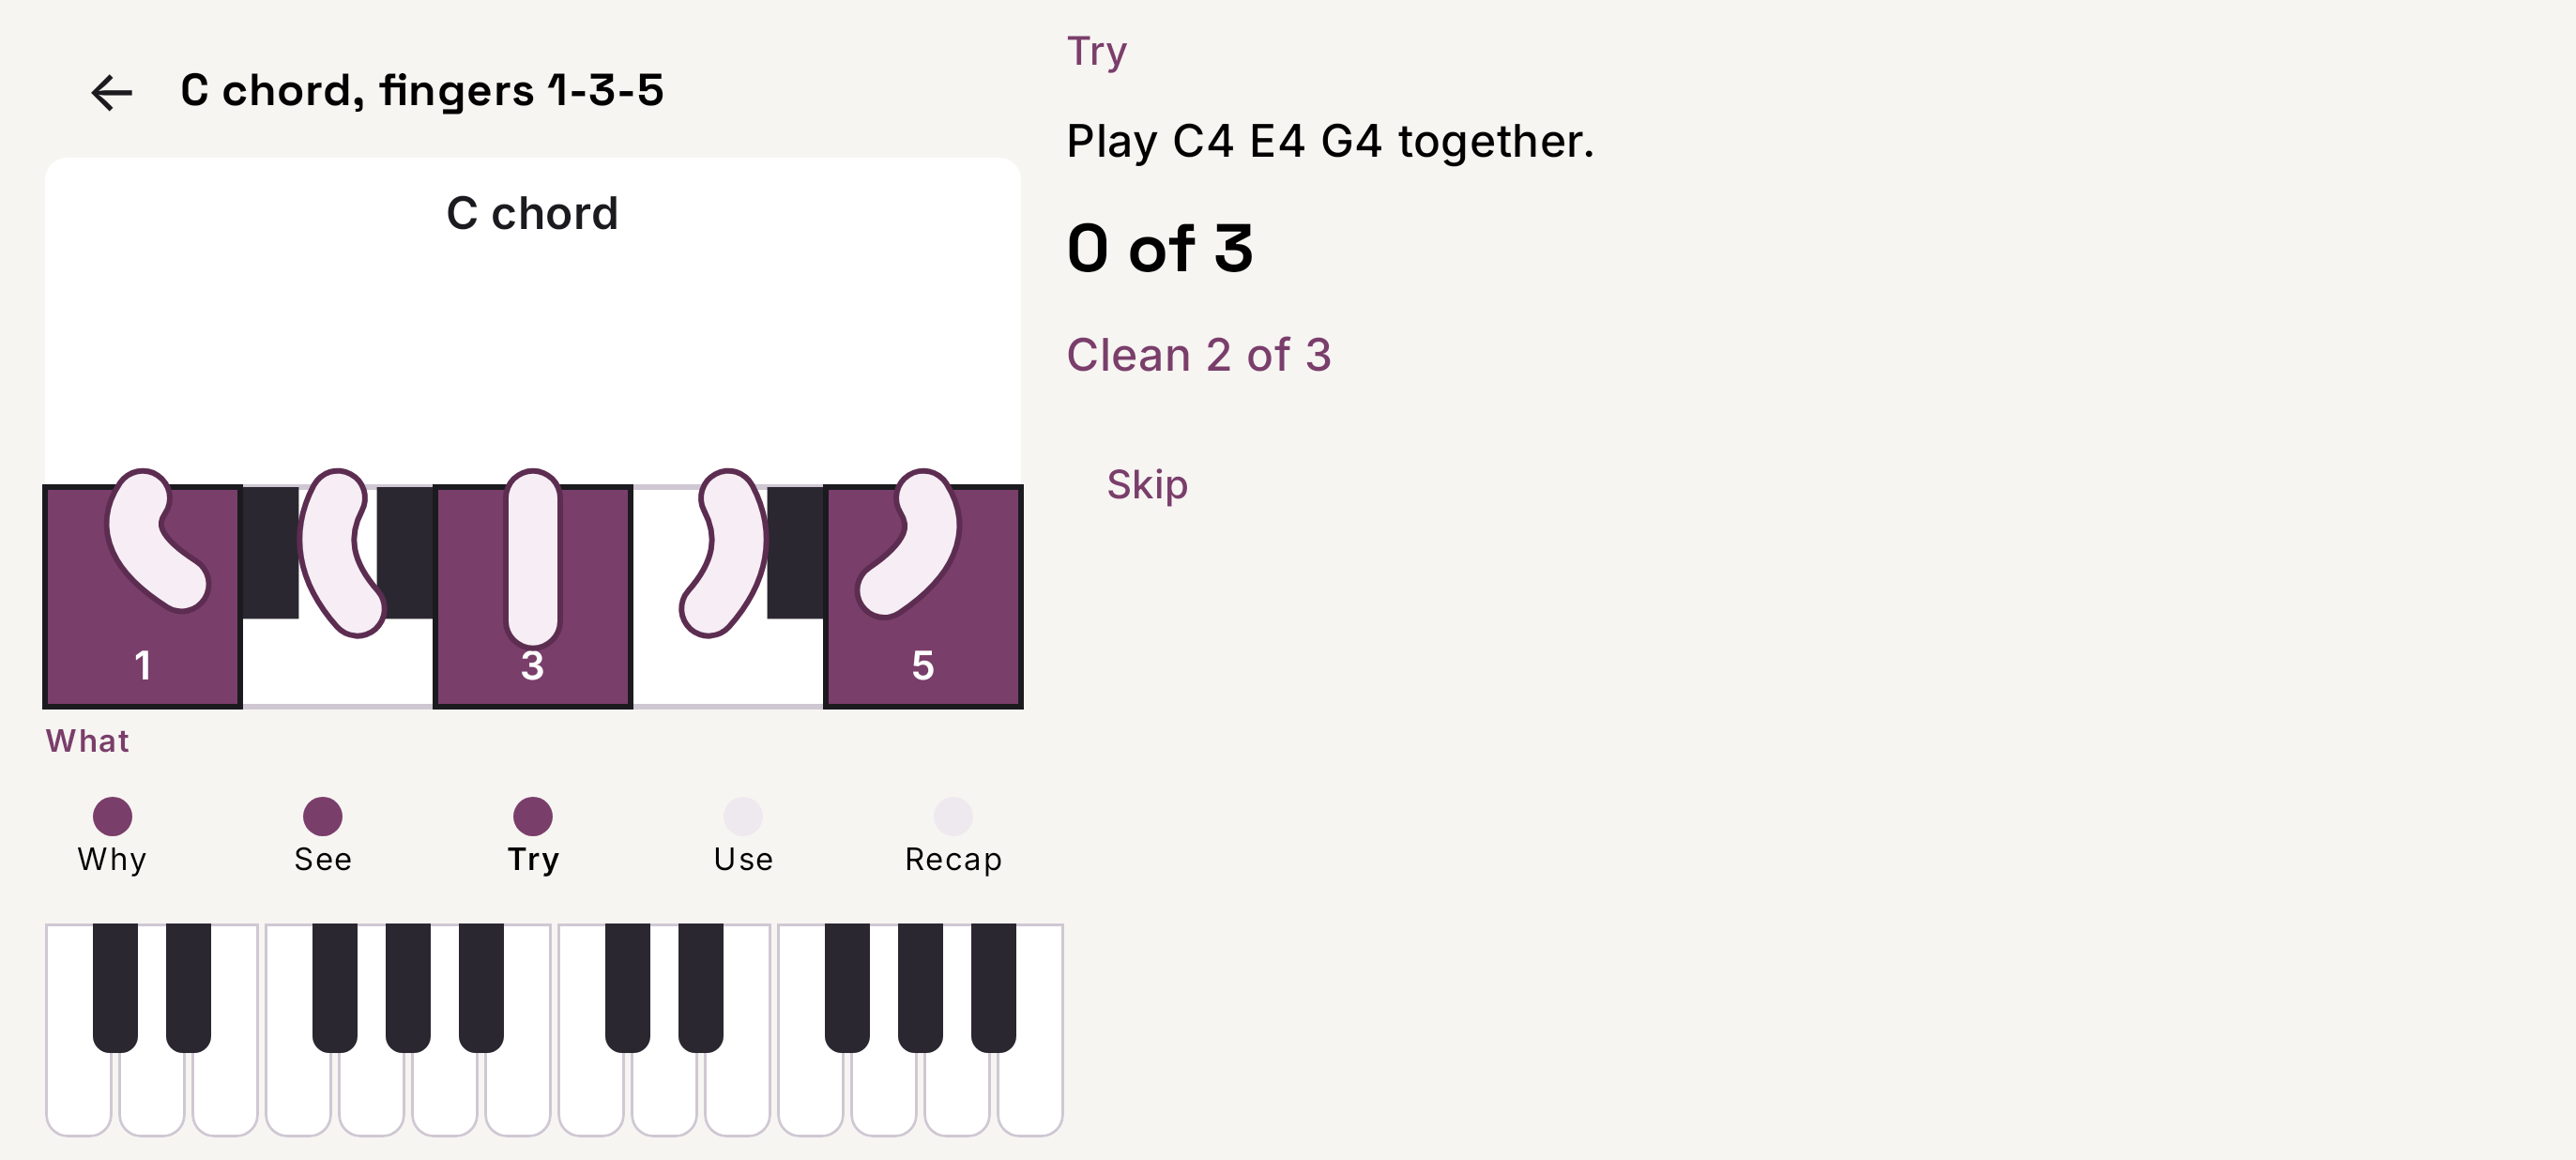 C chord, fingers 1-3-5
C chord
1
3
5
What
Why
See
Try
Use
Recap
Try
Play C4 E4 G4 together.
0 of 3
Clean 2 of 3
Skip